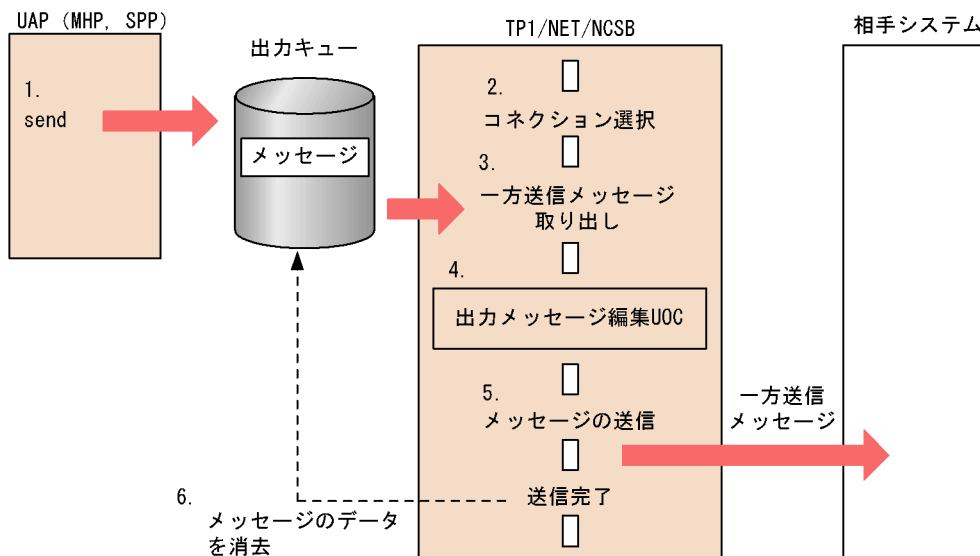 UAP (MHP, SPP)
出力キュー
TP1/NET/NCSB
相手システム
1.
send
メッセージ
2.
コネクション選択
3.
一方送信メッセージ
取り出し
4.
出力メッセージ編集UOC
5.
メッセージの送信
一方送信
メッセージ
送信完了
6.
メッセージのデータ
を消去